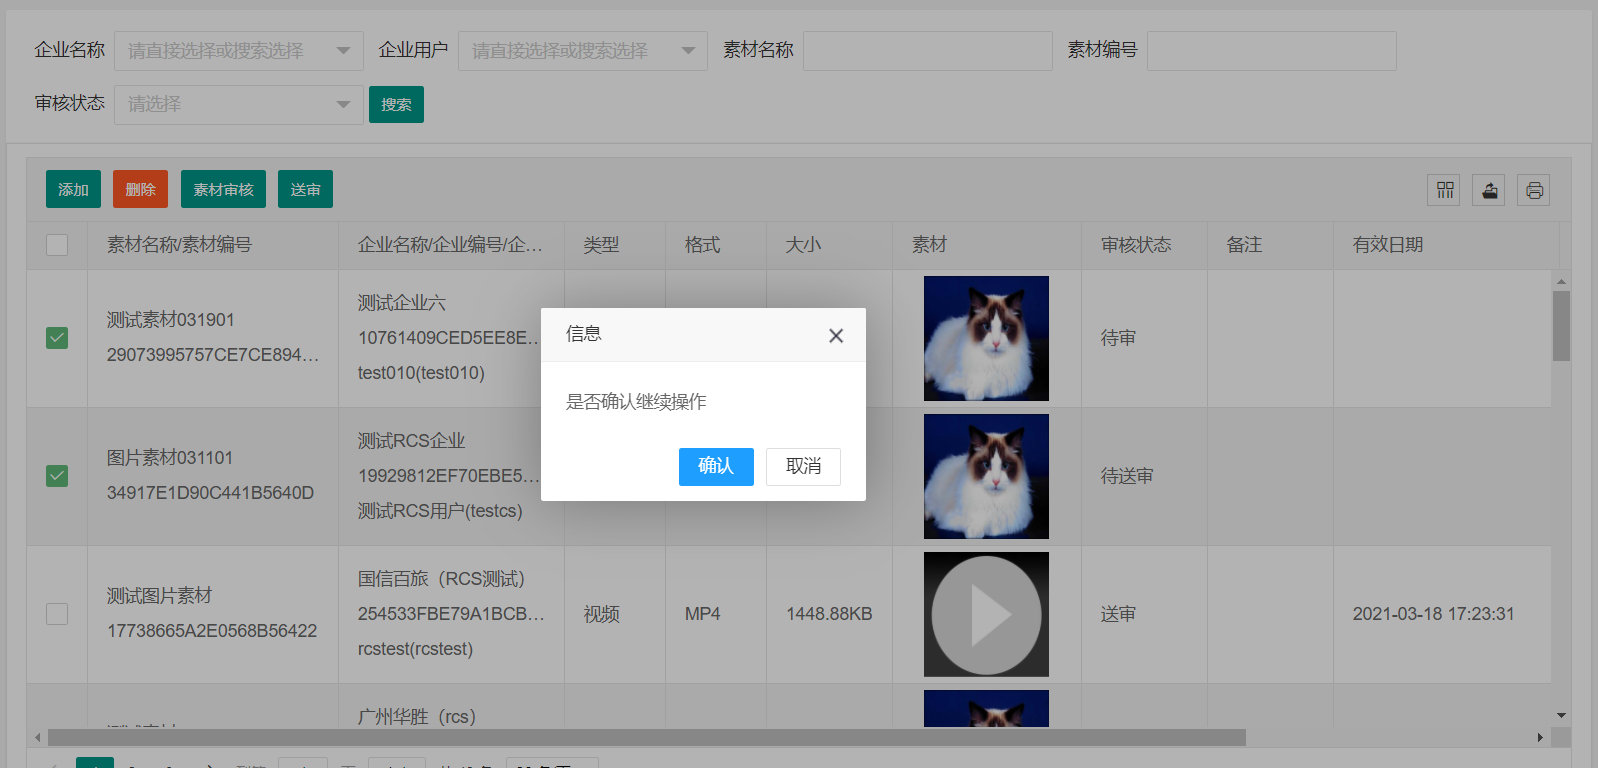 企业名称 请直接选择或搜索选择 企业用户 请直接选择或搜索选择 素材名称 素材编号
审核状态 请选择 搜索
添加 删除 素材审核 送审
素材名称/素材编号 企业名称/企业编号/企... 类型 格式 大小 素材 审核状态 备注 有效日期
测试素材031901
29073995757CE7CE894...
测试企业六
10761409CED5EE8E...
test010(test010)
待审
信息
是否确认继续操作
确认 取消
图片素材031101
34917E1D90C441B5640D
测试RCS企业
19929812EF70EBE5...
测试RCS用户(testcs)
待送审
测试图片素材
17738665A2E0568B56422
国信百旅（RCS测试）
254533FBE79A1BCB...
rcstest(rcstest)
视频 MP4 1448.88KB 送审 2021-03-18 17:23:31
广州华胜（rcs）